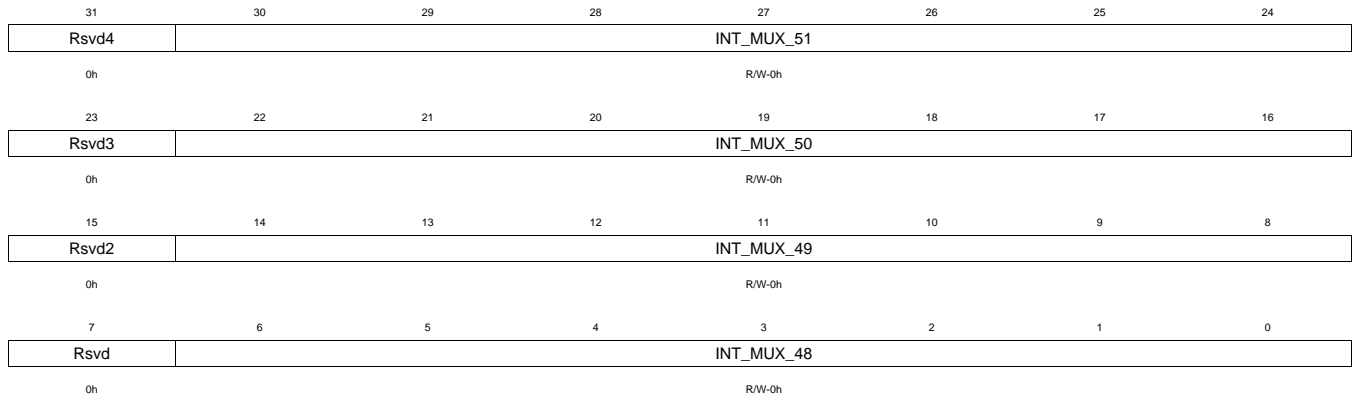 31 30 29 28 27 26 25 24
Rsvd4 INT_MUX_51
0h R/W-0h
23 22 21 20 19 18 17 16
Rsvd3 INT_MUX_50
0h R/W-0h
15 14 13 12 11 10 9 8
Rsvd2 INT_MUX_49
0h R/W-0h
7 6 5 4 3 2 1 0
Rsvd INT_MUX_48
0h R/W-0h